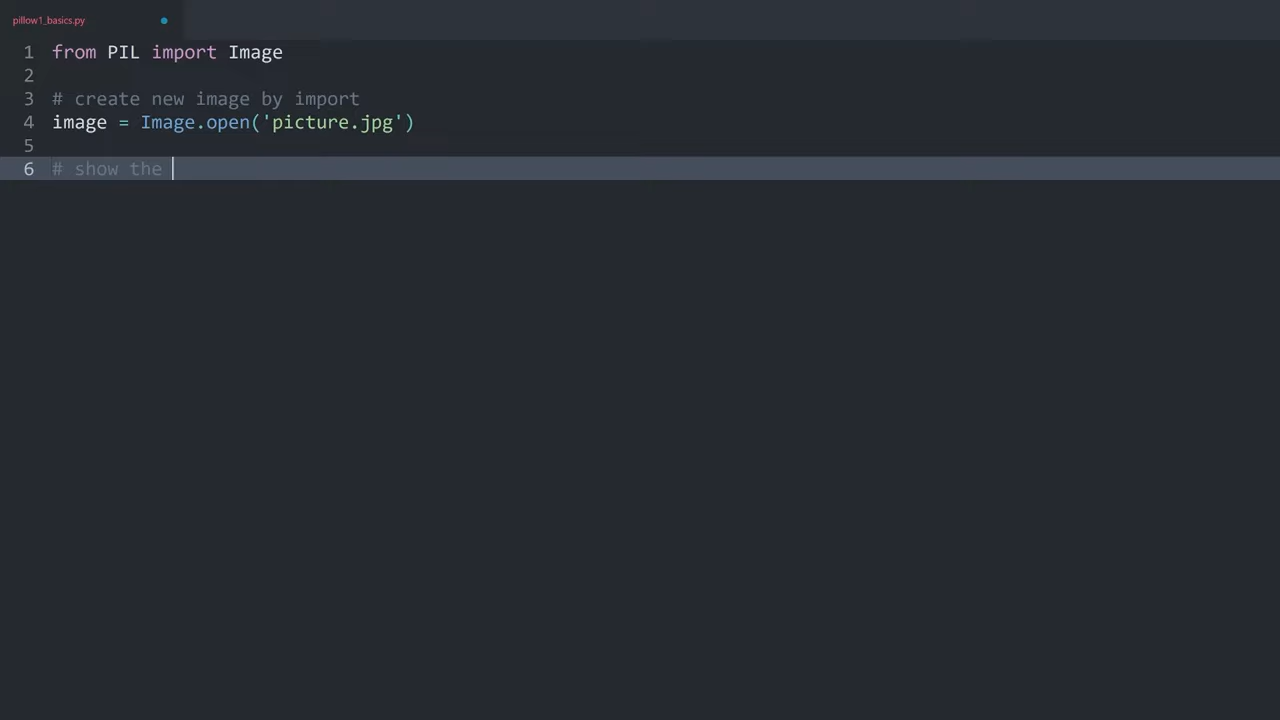 pillow1_basics.py
1 from PIL import Image
2
3 # create new image by import
4 image = Image.open('picture.jpg')
5
6 # show the